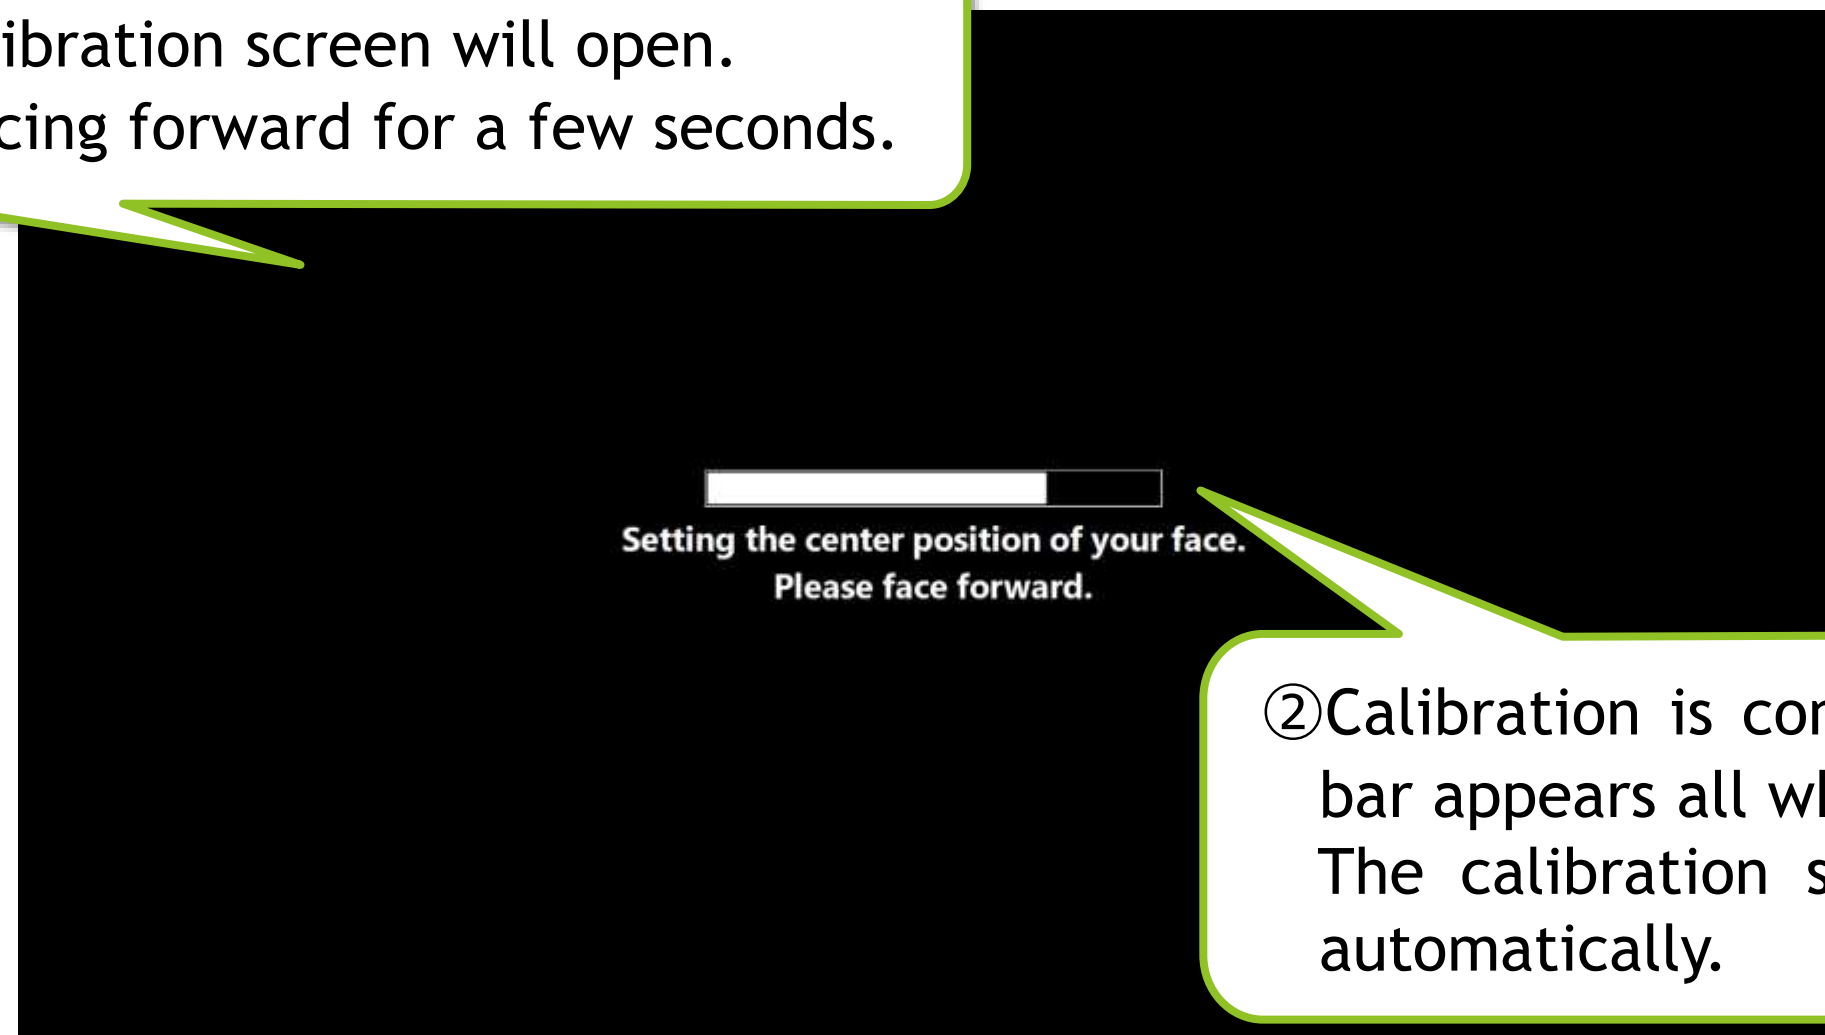 ibration screen will open.
cing forward for a few seconds.
Setting the center position of your face.
Please face forward.
②Calibration is
bar appears all
The calibration
automatically.